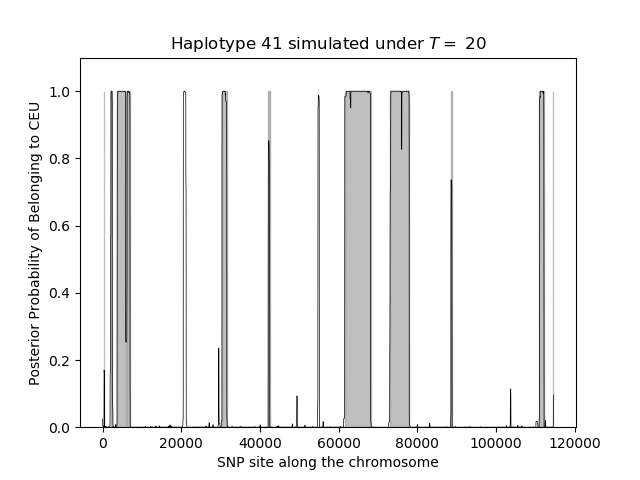 Haplotype 41 simulated under T = 20
Posterior Probability of Belonging to CEU
1.0
0.8
0.6
0.4
0.2
0.0
0 20000 40000 60000 80000 100000 120000
SNP site along the chromosome